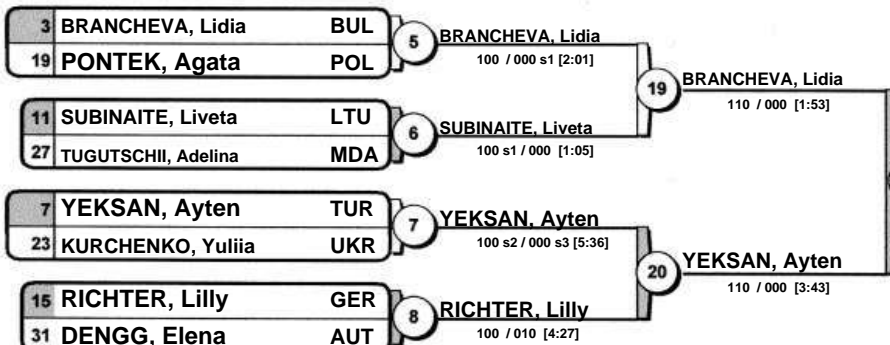 3 BRANCHEVA, Lidia BUL
19 PONTEK, Agata POL
5
BRANCHEVA, Lidia
100 / 000 s1 [2:01]
11 SUBINAITE, Liveta LTU
27 TUGUTSCHII, Adelina MDA
6
SUBINAITE, Liveta
100 s1 / 000 [1:05]
19
BRANCHEVA, Lidia
110 / 000 [1:53]
7 YEKSAN, Ayten TUR
23 KURCHENKO, Yuliia UKR
7
YEKSAN, Ayten
100 s2 / 000 s3 [5:36]
15 RICHTER, Lilly GER
31 DENGG, Elena AUT
8
RICHTER, Lilly
100 / 010 [4:27]
20
YEKSAN, Ayten
110 / 000 [3:43]